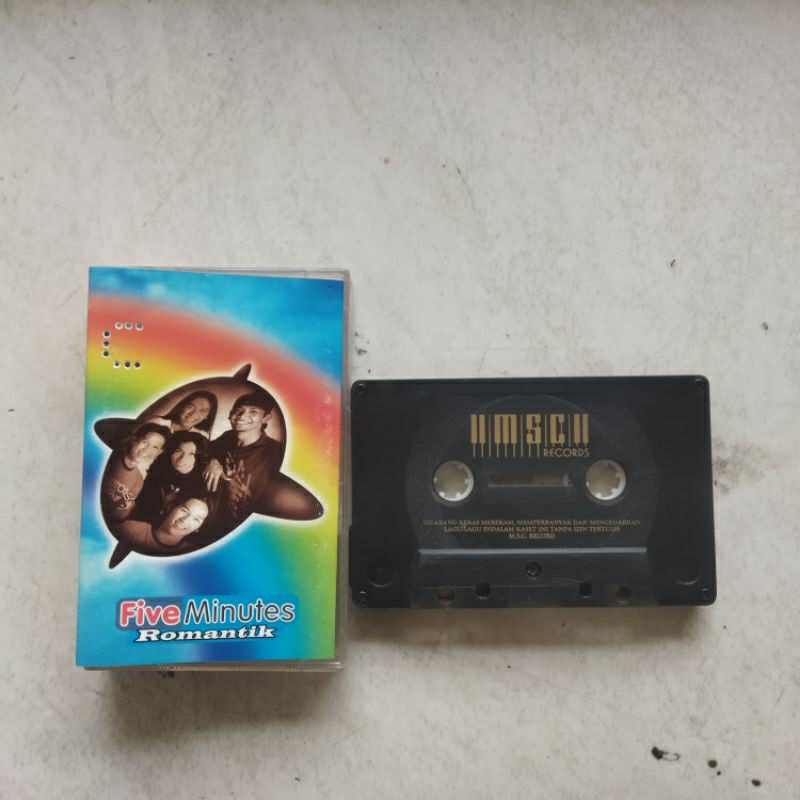 Five Minutes
Romantik
MSC
RECORDS
DILARANG KERAS MEREKAM, MEMPERBANYAK DAN MENGEDARKAN
LAGU-LAGU DIDALAM KASET INI TANPA IZIN TERTULIS
M.S.C. RECORD